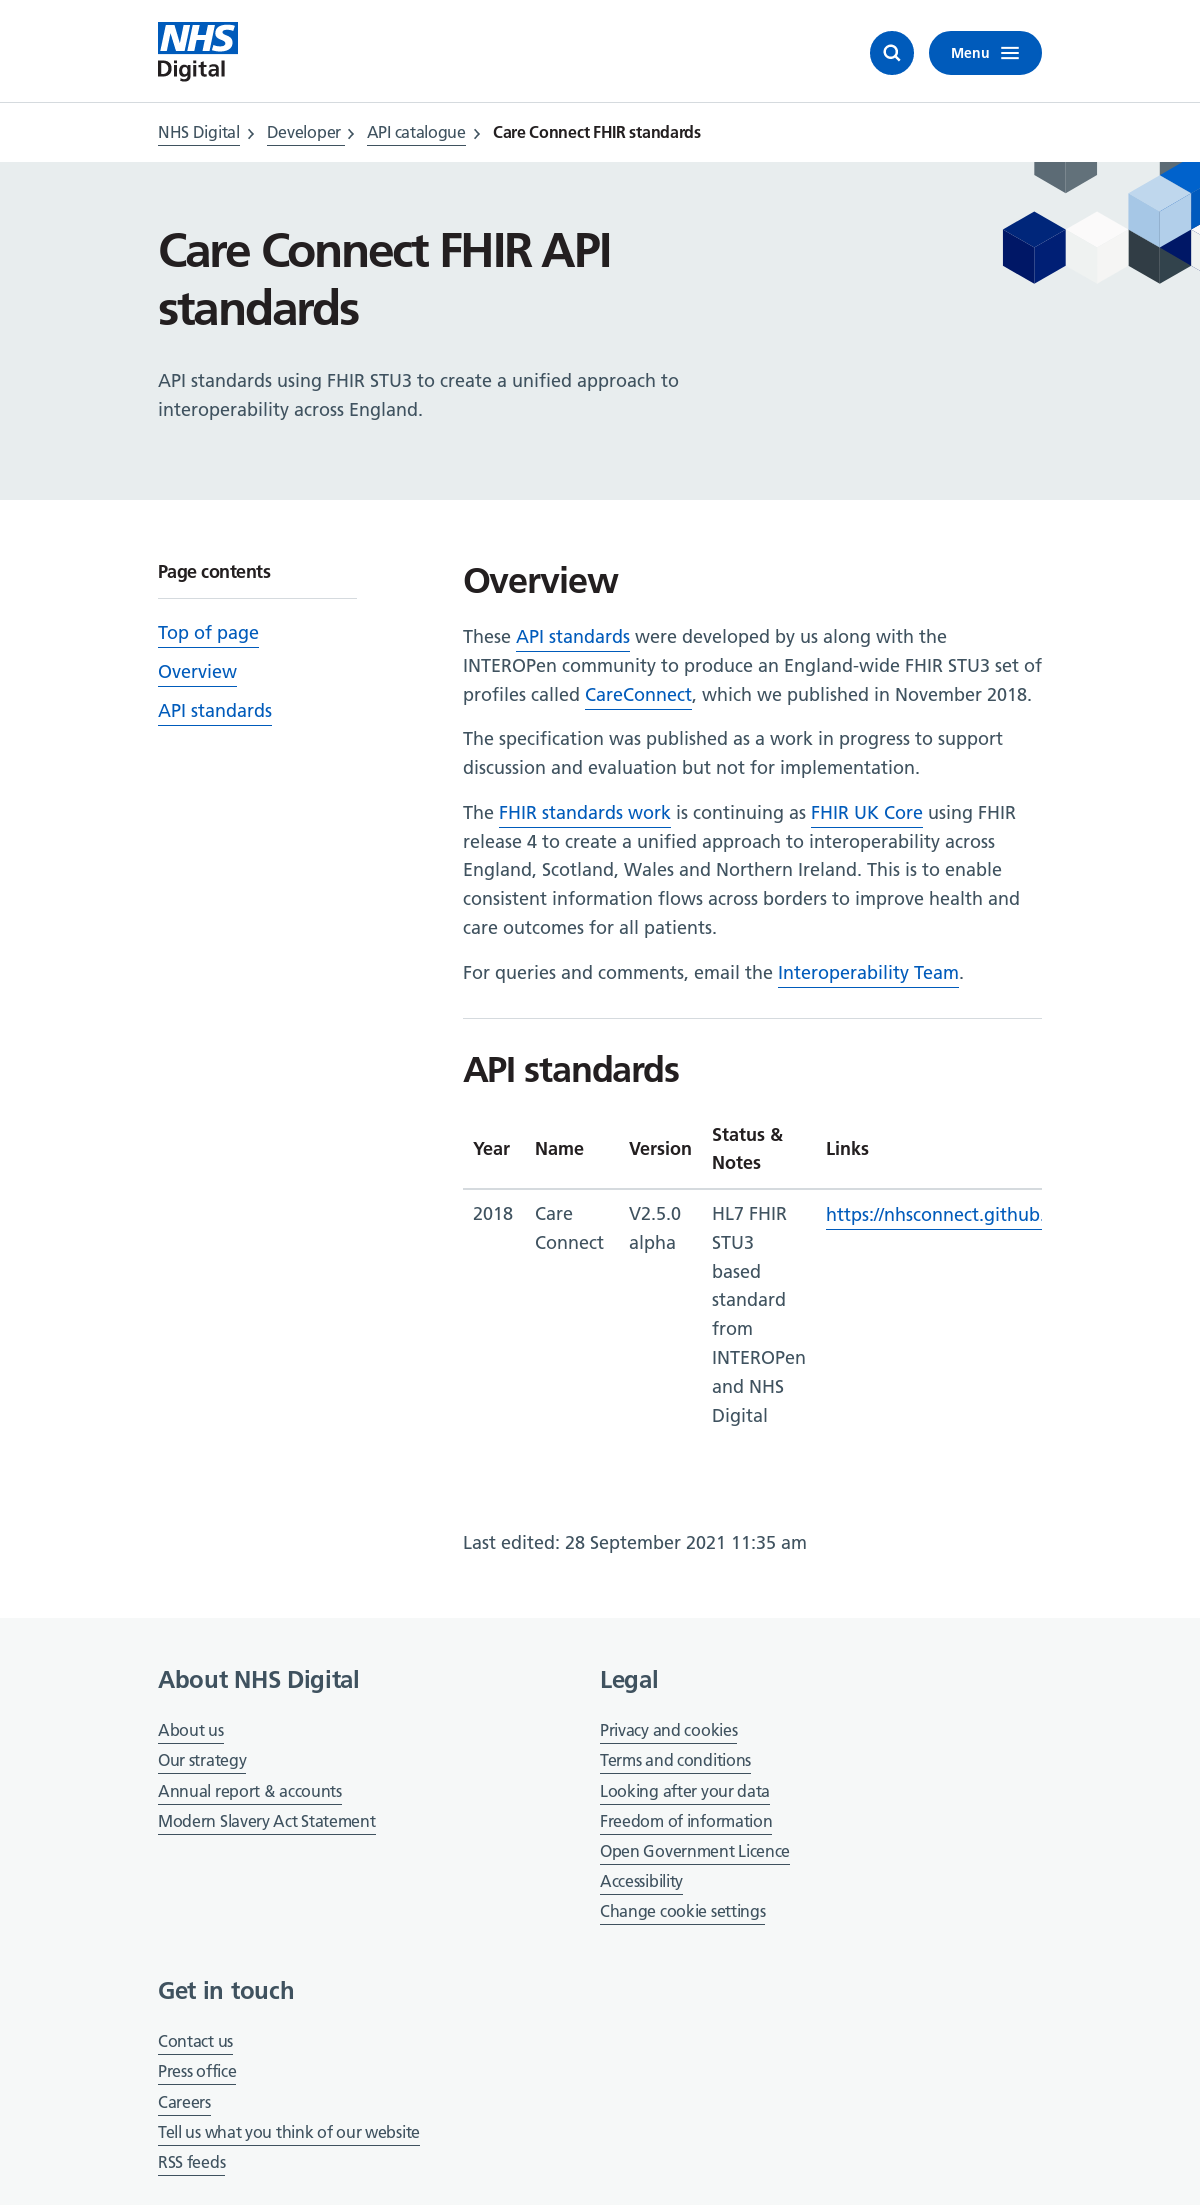 NHS
Digital
Menu
NHS Digital
Developer
API catalogue
Care Connect FHIR standards
Care Connect FHIR API
standards
API standards using FHIR STU3 to create a unified approach to
interoperability across England.
Page contents
Top of page
Overview
API standards
Overview
These API standards were developed by us along with the
INTEROPen community to produce an England-wide FHIR STU3 set of
profiles called CareConnect, which we published in November 2018.
The specification was published as a work in progress to support
discussion and evaluation but not for implementation.
The FHIR standards work is continuing as FHIR UK Core using FHIR
release 4 to create a unified approach to interoperability across
England, Scotland, Wales and Northern Ireland. This is to enable
consistent information flows across borders to improve health and
care outcomes for all patients.
For queries and comments, email the Interoperability Team.
API standards
Year
Name
Version
Status &
Notes
Links
2018
Care
Connect
V2.5.0
alpha
HL7 FHIR
STU3
based
standard
from
INTEROPen
and NHS
Digital
https://nhsconnect.github.
Last edited: 28 September 2021 11:35 am
About NHS Digital
About us
Our strategy
Annual report & accounts
Modern Slavery Act Statement
Legal
Privacy and cookies
Terms and conditions
Looking after your data
Freedom of information
Open Government Licence
Accessibility
Change cookie settings
Get in touch
Contact us
Press office
Careers
Tell us what you think of our website
RSS feeds